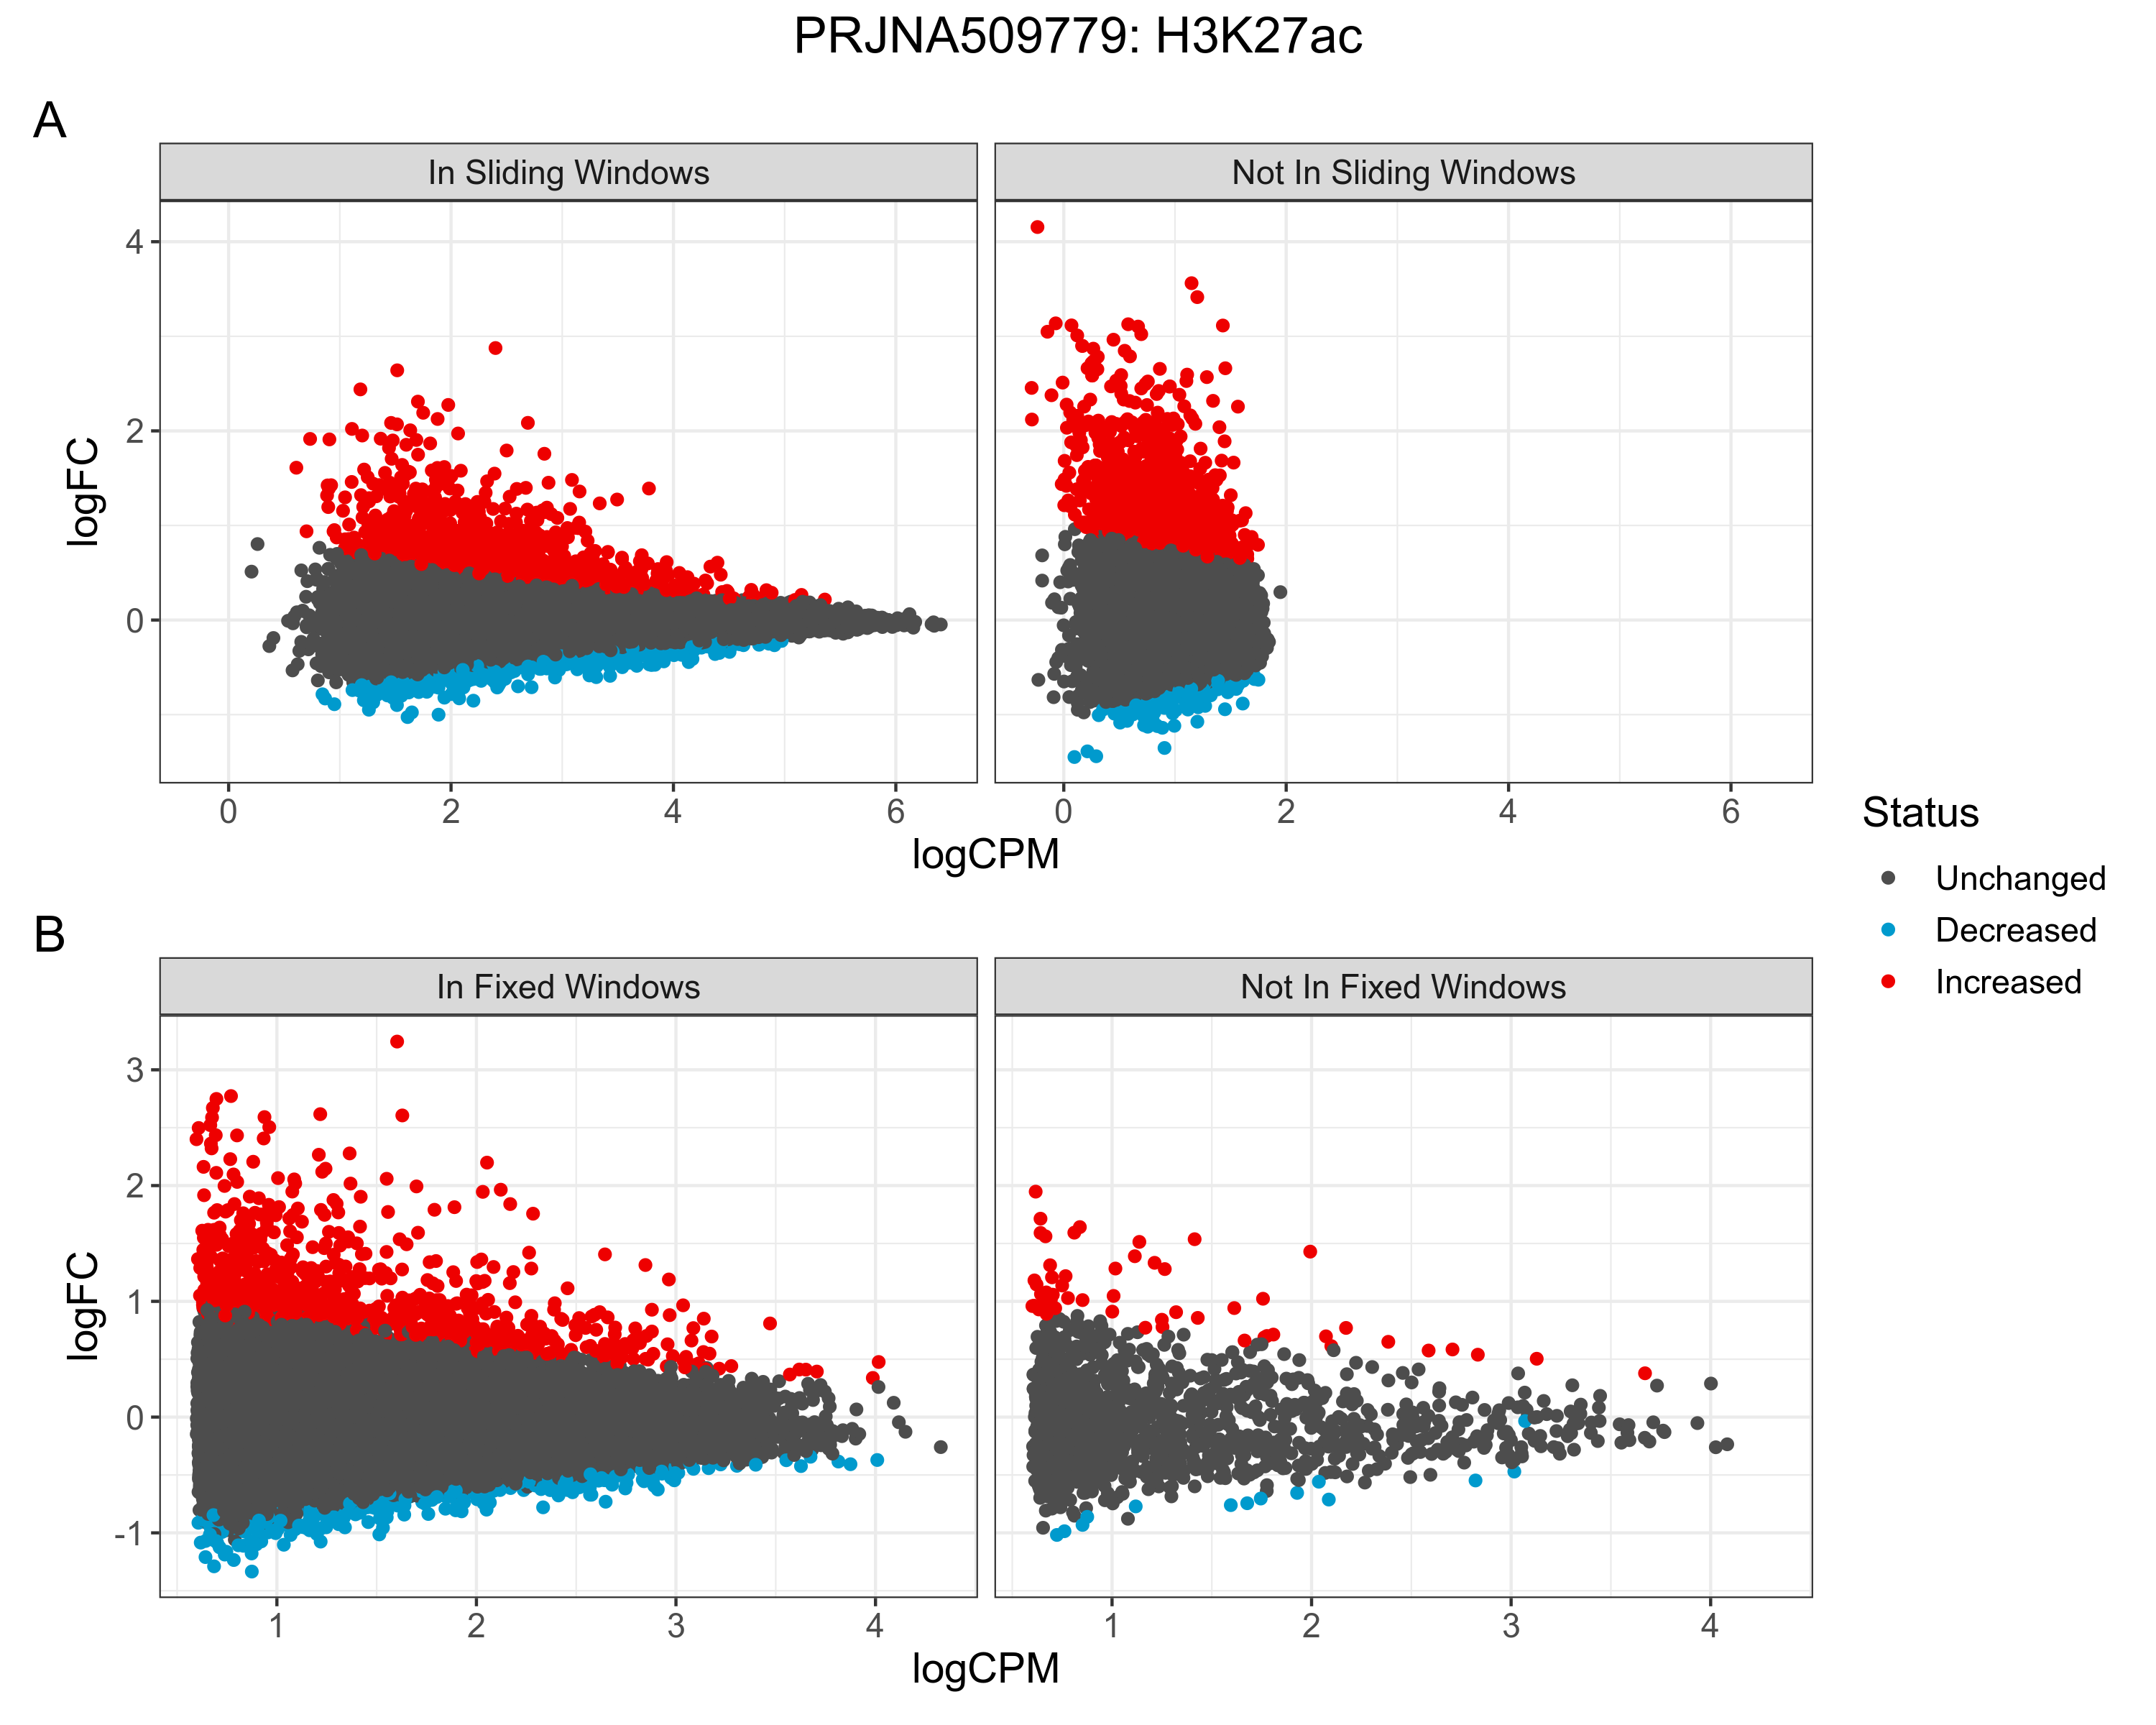 PRJNA509779: H3K27ac
A
In Sliding Windows
Not In Sliding Windows
4
2
0
logFC
0
2
4
6
0
2
4
6
logCPM
Status
Unchanged
Decreased
Increased
B
In Fixed Windows
Not In Fixed Windows
3
2
1
0
-1
logFC
1
2
3
4
1
2
3
4
logCPM